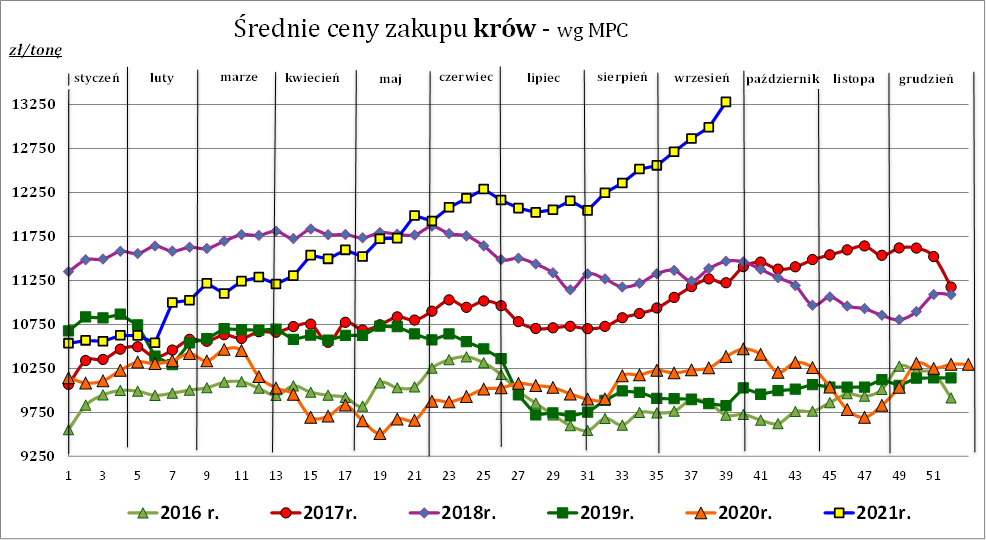 Średnie ceny zakupu krów - wg MPC
zł/tonę
styczeń luty marze kwiecień maj czerwiec lipiec sierpień wrzesień październik listopa grudzień
13250
12750
12250
11750
11250
10750
10250
9750
9250
1 3 5 7 9 11 13 15 17 19 21 23 25 27 29 31 33 35 37 39 41 43 45 47 49 51
2016 r. 2017r. 2018r. 2019r. 2020r. 2021r.